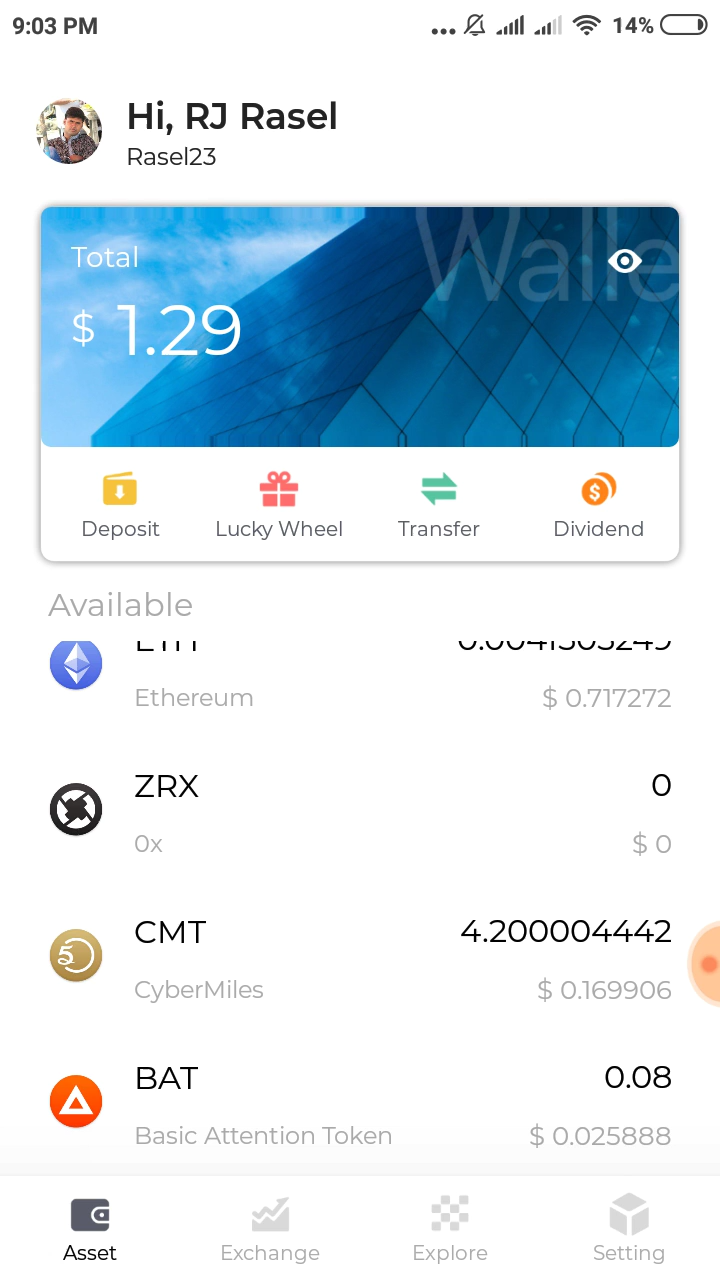 9:03 PM
14%
Hi, RJ Rasel
Rasel23
Walle
Total
$ 1.29
Deposit
Lucky Wheel
Transfer
Dividend
Available
ETH
0.0041505249
Ethereum
$ 0.717272
ZRX
0
0x
$ 0
CMT
4.200004442
CyberMiles
$ 0.169906
BAT
0.08
Basic Attention Token
$ 0.025888
Asset
Exchange
Explore
Setting